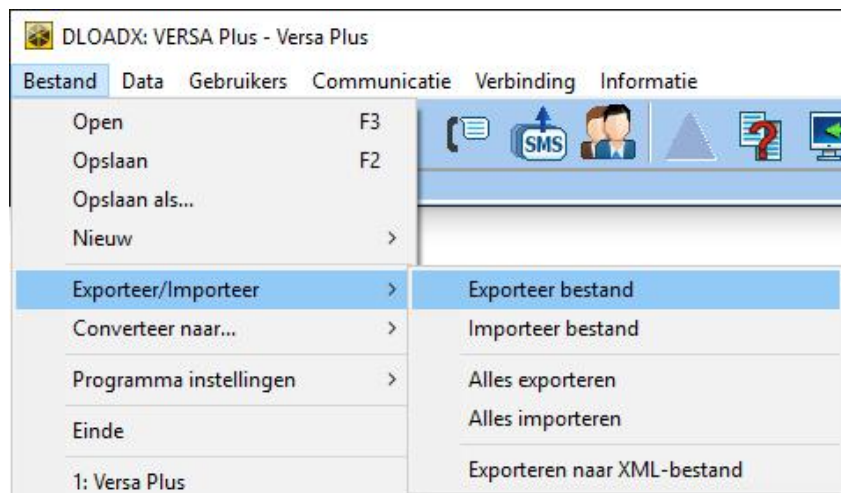 DLOADX: VERSA Plus - Versa Plus
Bestand Data Gebruikers Communicatie Verbinding Informatie
SMS
Open F3
Opslaan F2
Opslaan als...
Nieuw >
Exporteer/Importeer >
Converteer naar... >
Programma instellingen >
Einde
1: Versa Plus
Exporteer bestand
Importeer bestand
Alles exporteren
Alles importeren
Exporteren naar XML-bestand